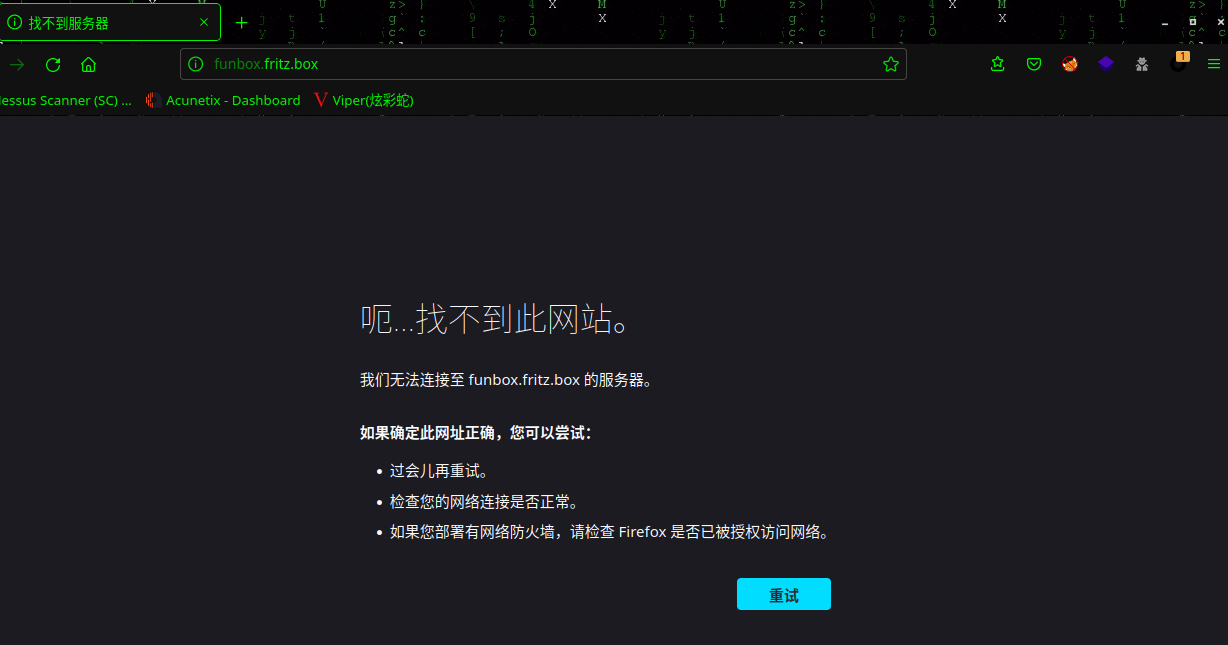 找不到服务器
funbox.fritz.box
1
essus Scanner (SC) ...
Acunetix - Dashboard
Viper(炫彩蛇)
呃...找不到此网站。
我们无法连接至 funbox.fritz.box 的服务器。
如果确定此网址正确，您可以尝试：
过会儿再重试。
检查您的网络连接是否正常。
如果您部署有网络防火墙，请检查 Firefox 是否已被授权访问网络。
重试